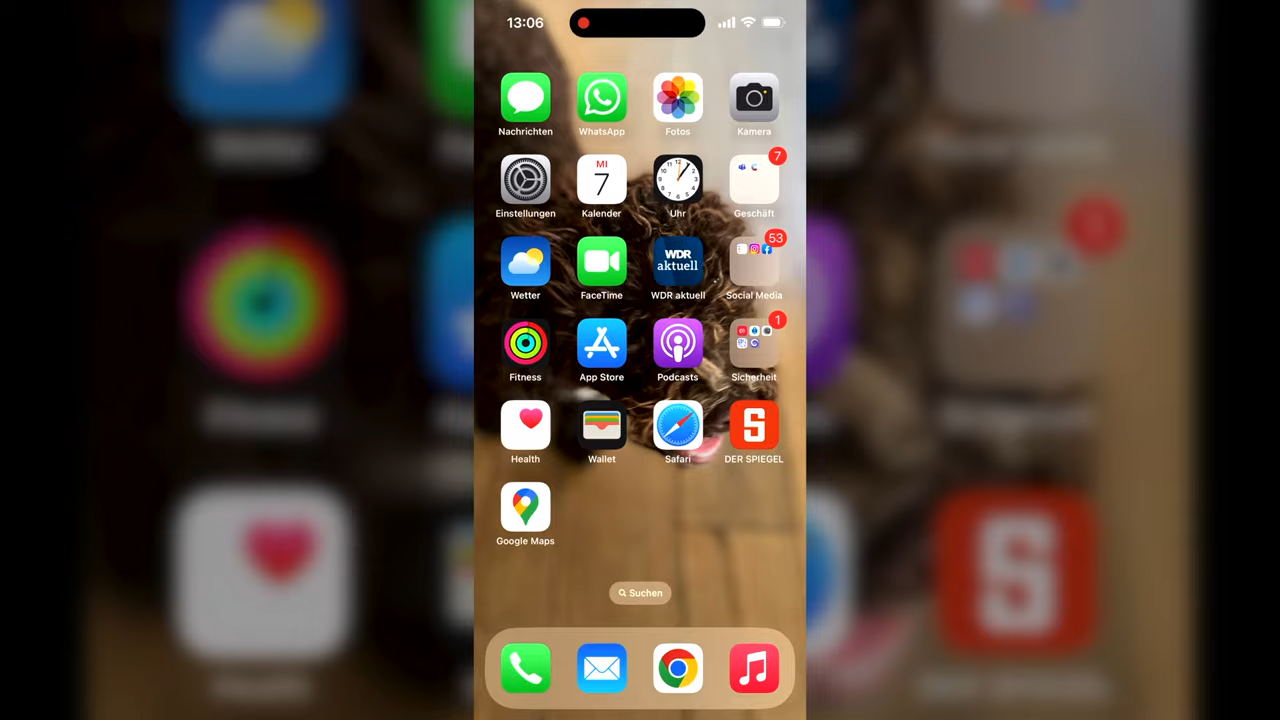 13:06
Nachrichten
WhatsApp
Fotos
Kamera
MI
7
7
Einstellungen
Kalender
Uhr
Geschäft
WDR
aktuell
53
Wetter
FaceTime
WDR aktuell
Social Media
1
Fitness
App Store
Podcasts
Sicherheit
S
Health
Wallet
Safari
DER SPIEGEL
Google Maps
Suchen